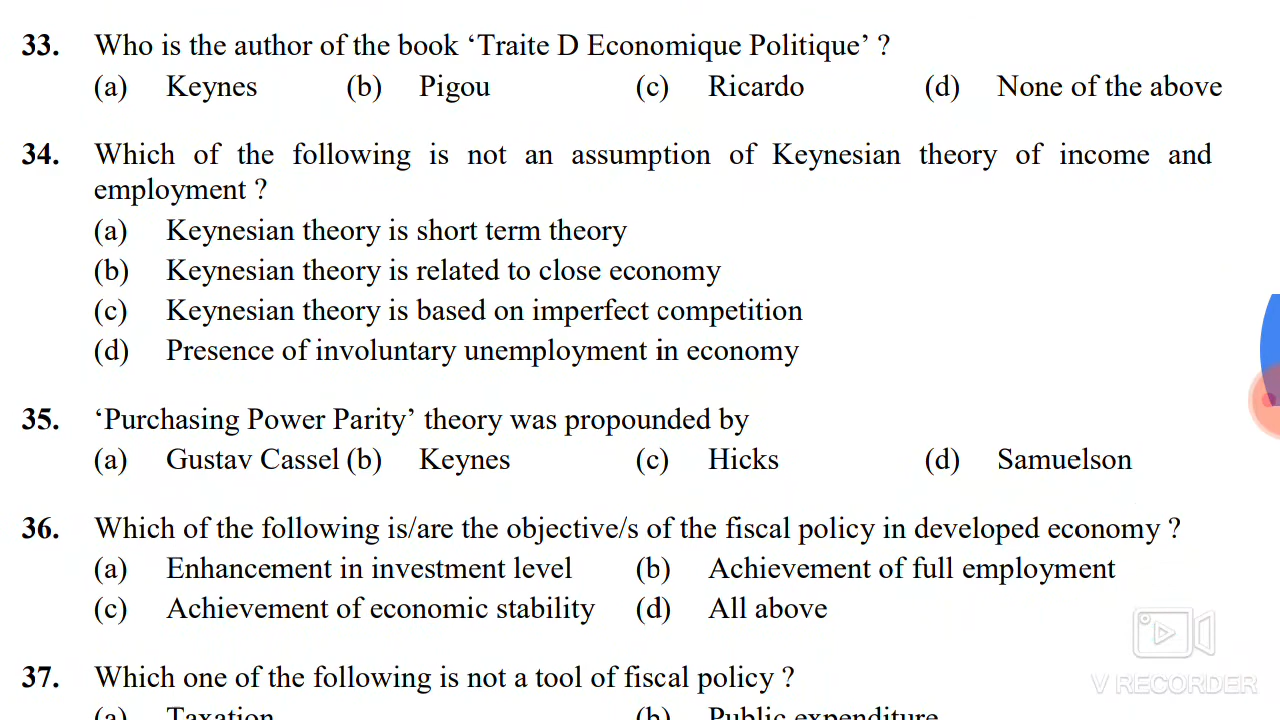 33. Who is the author of the book ‘Traite D Economique Politique’ ?
(a) Keynes (b) Pigou (c) Ricardo (d) None of the above
34. Which of the following is not an assumption of Keynesian theory of income and
employment ?
(a) Keynesian theory is short term theory
(b) Keynesian theory is related to close economy
(c) Keynesian theory is based on imperfect competition
(d) Presence of involuntary unemployment in economy
35. ‘Purchasing Power Parity’ theory was propounded by
(a) Gustav Cassel (b) Keynes (c) Hicks (d) Samuelson
36. Which of the following is/are the objective/s of the fiscal policy in developed economy ?
(a) Enhancement in investment level (b) Achievement of full employment
(c) Achievement of economic stability (d) All above
37. Which one of the following is not a tool of fiscal policy ?
(a) Taxation (b) Public expenditure
V RECORDER